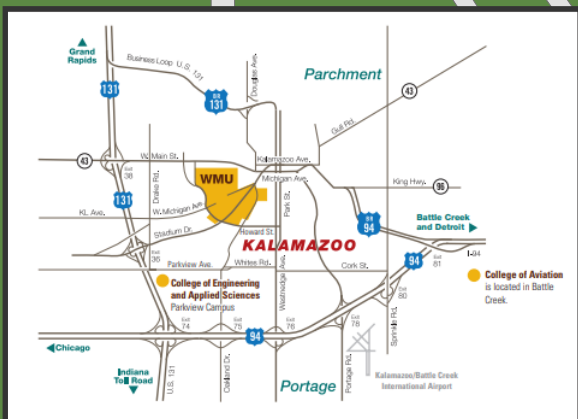 Grand
Rapids
Business Loop U.S. 131
Douglas Ave.
Parchment
131
BR
131
43
Gull Rd.
43
W. Main St.
Exit
38
Kalamazoo Ave.
WMU
Michigan Ave.
King Hwy.
96
131
Drake Rd.
KL Ave.
W. Michigan Ave.
Park St.
BR
94
Battle Creek
and Detroit
Stadium Dr.
Howard St.
KALAMAZOO
Exit
36
Parkview Ave.
Whites Rd.
Cork St.
94
Exit
81
I-94
College of Engineering
and Applied Sciences
Parkview Campus
College of Aviation
is located in Battle
Creek.
Westnedge Ave.
Exit
80
Exit
74
Exit
75
Exit
76
Exit
78
94
Sprinkle Rd.
Chicago
Indiana
Toll Road
U.S. 131
Oakland Dr.
Portage
Portage Rd.
Kalamazoo/Battle Creek
International Airport